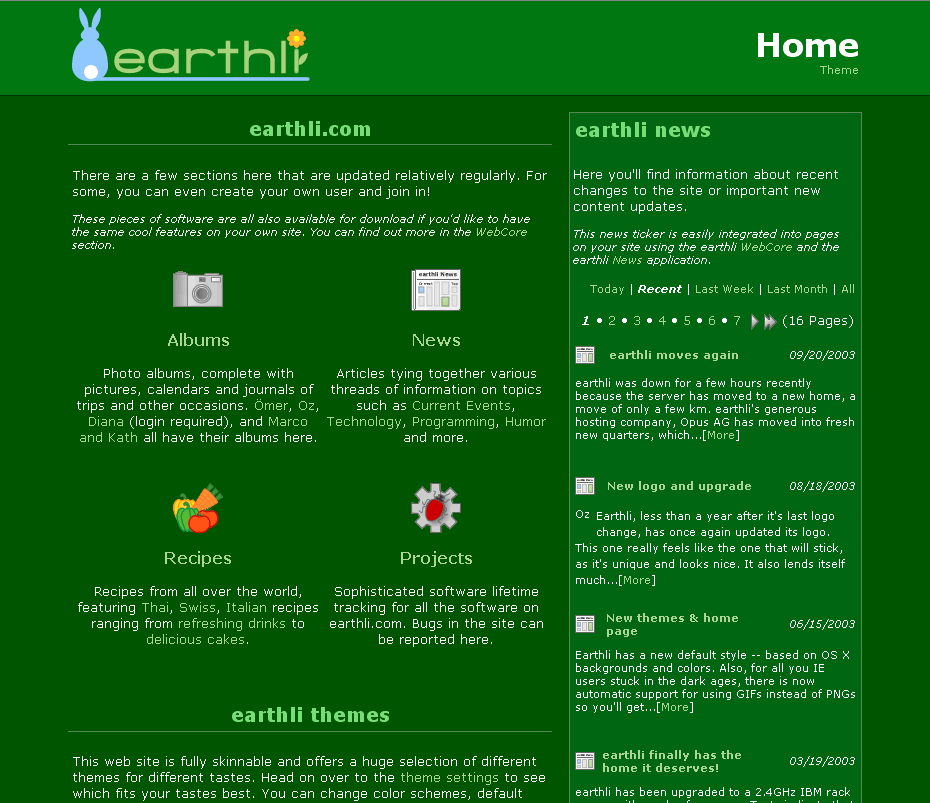 earthli
Home
Theme
earthli.com
There are a few sections here that are updated relatively regularly. For
some, you can even create your own user and join in!
These pieces of software are all also available for download if you'd like to have
the same cool features on your own site. You can find out more in the WebCore
section.
Albums
Photo albums, complete with
pictures, calendars and journals of
trips and other occasions. Ömer, Oz,
Diana (login required), and Marco
and Kath all have their albums here.
earthli News
News
Articles tying together various
threads of information on topics
such as Current Events,
Technology, Programming, Humor
and more.
Recipes
Recipes from all over the world,
featuring Thai, Swiss, Italian recipes
ranging from refreshing drinks to
delicious cakes.
Projects
Sophisticated software lifetime
tracking for all the software on
earthli.com. Bugs in the site can
be reported here.
earthli themes
This web site is fully skinnable and offers a huge selection of different
themes for different tastes. Head on over to the theme settings to see
which fits your tastes best. You can change color schemes, default
earthli news
Here you'll find information about recent
changes to the site or important new
content updates.
This news ticker is easily integrated into pages
on your site using the earthli WebCore and the
earthli News application.
Today | Recent | Last Week | Last Month | All
1 • 2 • 3 • 4 • 5 • 6 • 7 (16 Pages)
earthli moves again 09/20/2003
earthli was down for a few hours recently
because the server has moved to a new home, a
move of only a few km. earthli's generous
hosting company, Opus AG has moved into fresh
new quarters, which...[More]
New logo and upgrade 08/18/2003
Oz Earthli, less than a year after it's last logo
change, has once again updated its logo.
This one really feels like the one that will stick,
as it's unique and looks nice. It also lends itself
much...[More]
New themes & home
page 06/15/2003
Earthli has a new default style -- based on OS X
backgrounds and colors. Also, for all you IE
users stuck in the dark ages, there is now
automatic support for using GIFs instead of PNGs
so you'll get...[More]
earthli finally has the
home it deserves! 03/19/2003
earthli has been upgraded to a 2.4GHz IBM rack